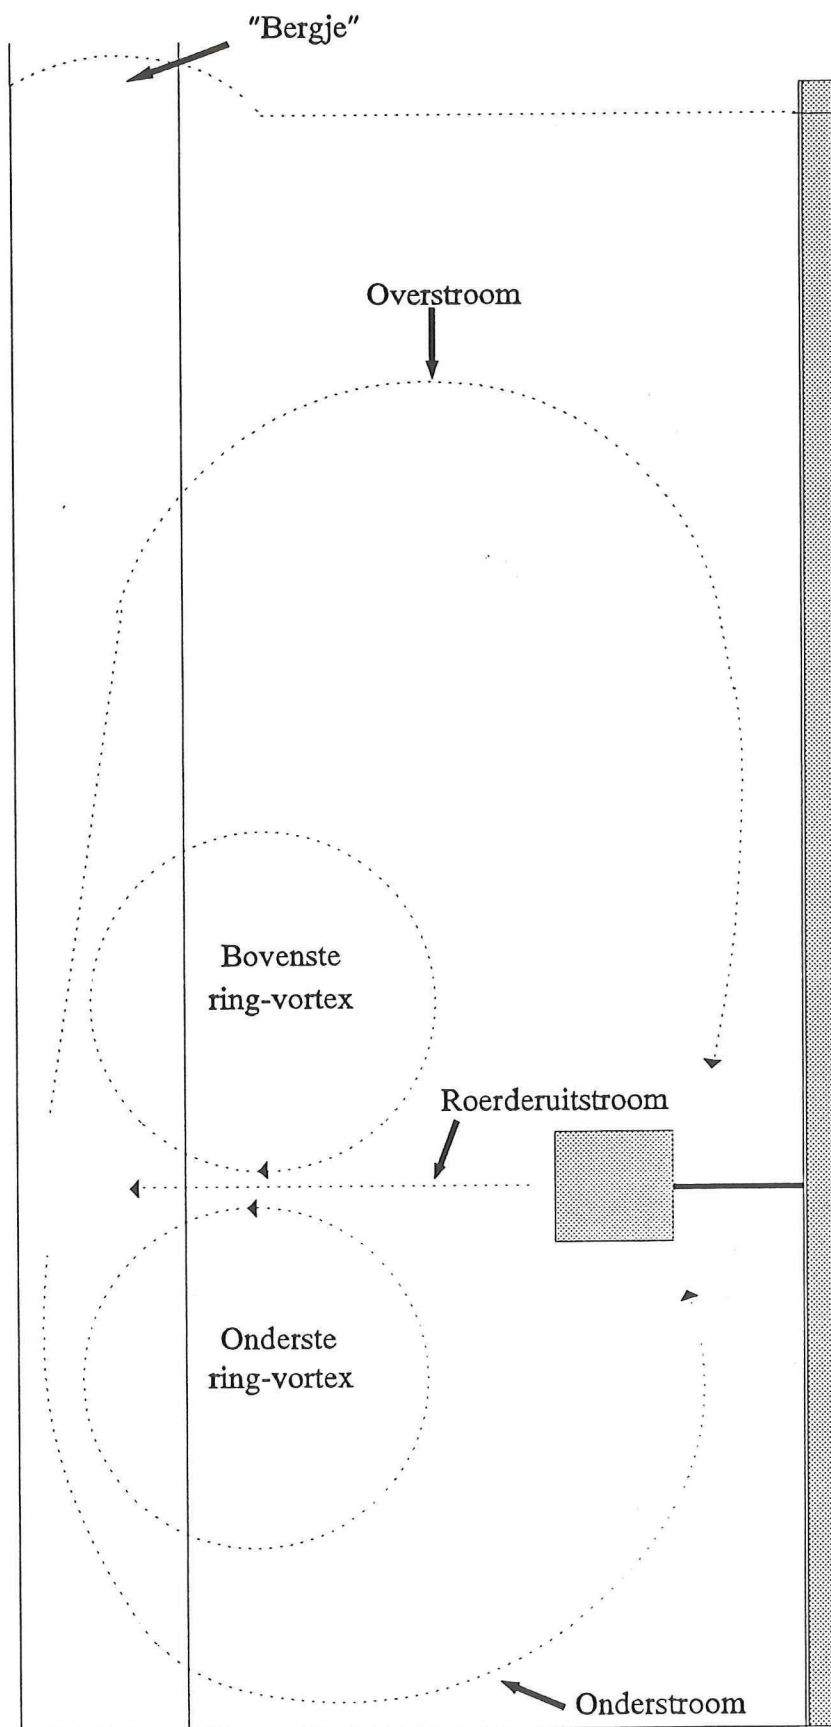 "Bergje"
Overstroom
Bovenste
ring-vortex
Roerderuitstroom
Onderste
ring-vortex
Onderstroom